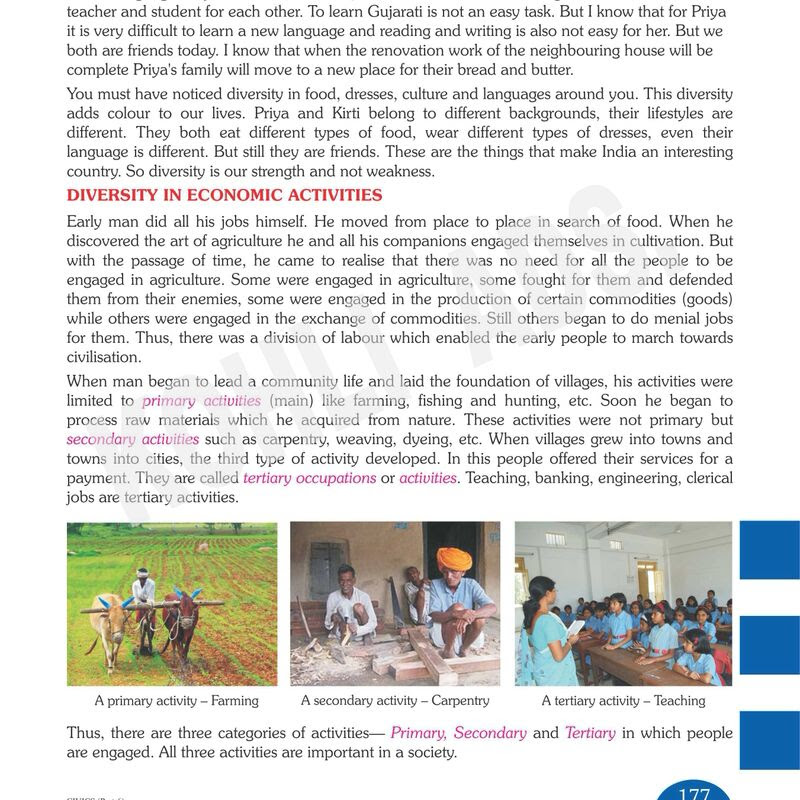 teacher and student for each other. To learn Gujarati is not an easy task. But I know that for Priya
it is very difficult to learn a new language and reading and writing is also not easy for her. But we
both are friends today. I know that when the renovation work of the neighbouring house will be
complete Priya's family will move to a new place for their bread and butter.
You must have noticed diversity in food, dresses, culture and languages around you. This diversity
adds colour to our lives. Priya and Kirti belong to different backgrounds, their lifestyles are
different. They both eat different types of food, wear different types of dresses, even their
language is different. But still they are friends. These are the things that make India an interesting
country. So diversity is our strength and not weakness.
DIVERSITY IN ECONOMIC ACTIVITIES
Early man did all his jobs himself. He moved from place to place in search of food. When he
discovered the art of agriculture he and all his companions engaged themselves in cultivation. But
with the passage of time, he came to realise that there was no need for all the people to be
engaged in agriculture. Some were engaged in agriculture, some fought for them and defended
them from their enemies, some were engaged in the production of certain commodities (goods)
while others were engaged in the exchange of commodities. Still others began to do menial jobs
for them. Thus, there was a division of labour which enabled the early people to march towards
civilisation.
When man began to lead a community life and laid the foundation of villages, his activities were
limited to primary activities (main) like farming, fishing and hunting, etc. Soon he began to
process raw materials which he acquired from nature. These activities were not primary but
secondary activities such as carpentry, weaving, dyeing, etc. When villages grew into towns and
towns into cities, the third type of activity developed. In this people offered their services for a
payment. They are called tertiary occupations or activities. Teaching, banking, engineering, clerical
jobs are tertiary activities.
A primary activity – Farming
A secondary activity – Carpentry
A tertiary activity – Teaching
Thus, there are three categories of activities— Primary, Secondary and Tertiary in which people
are engaged. All three activities are important in a society.
177
KOHLI ADS